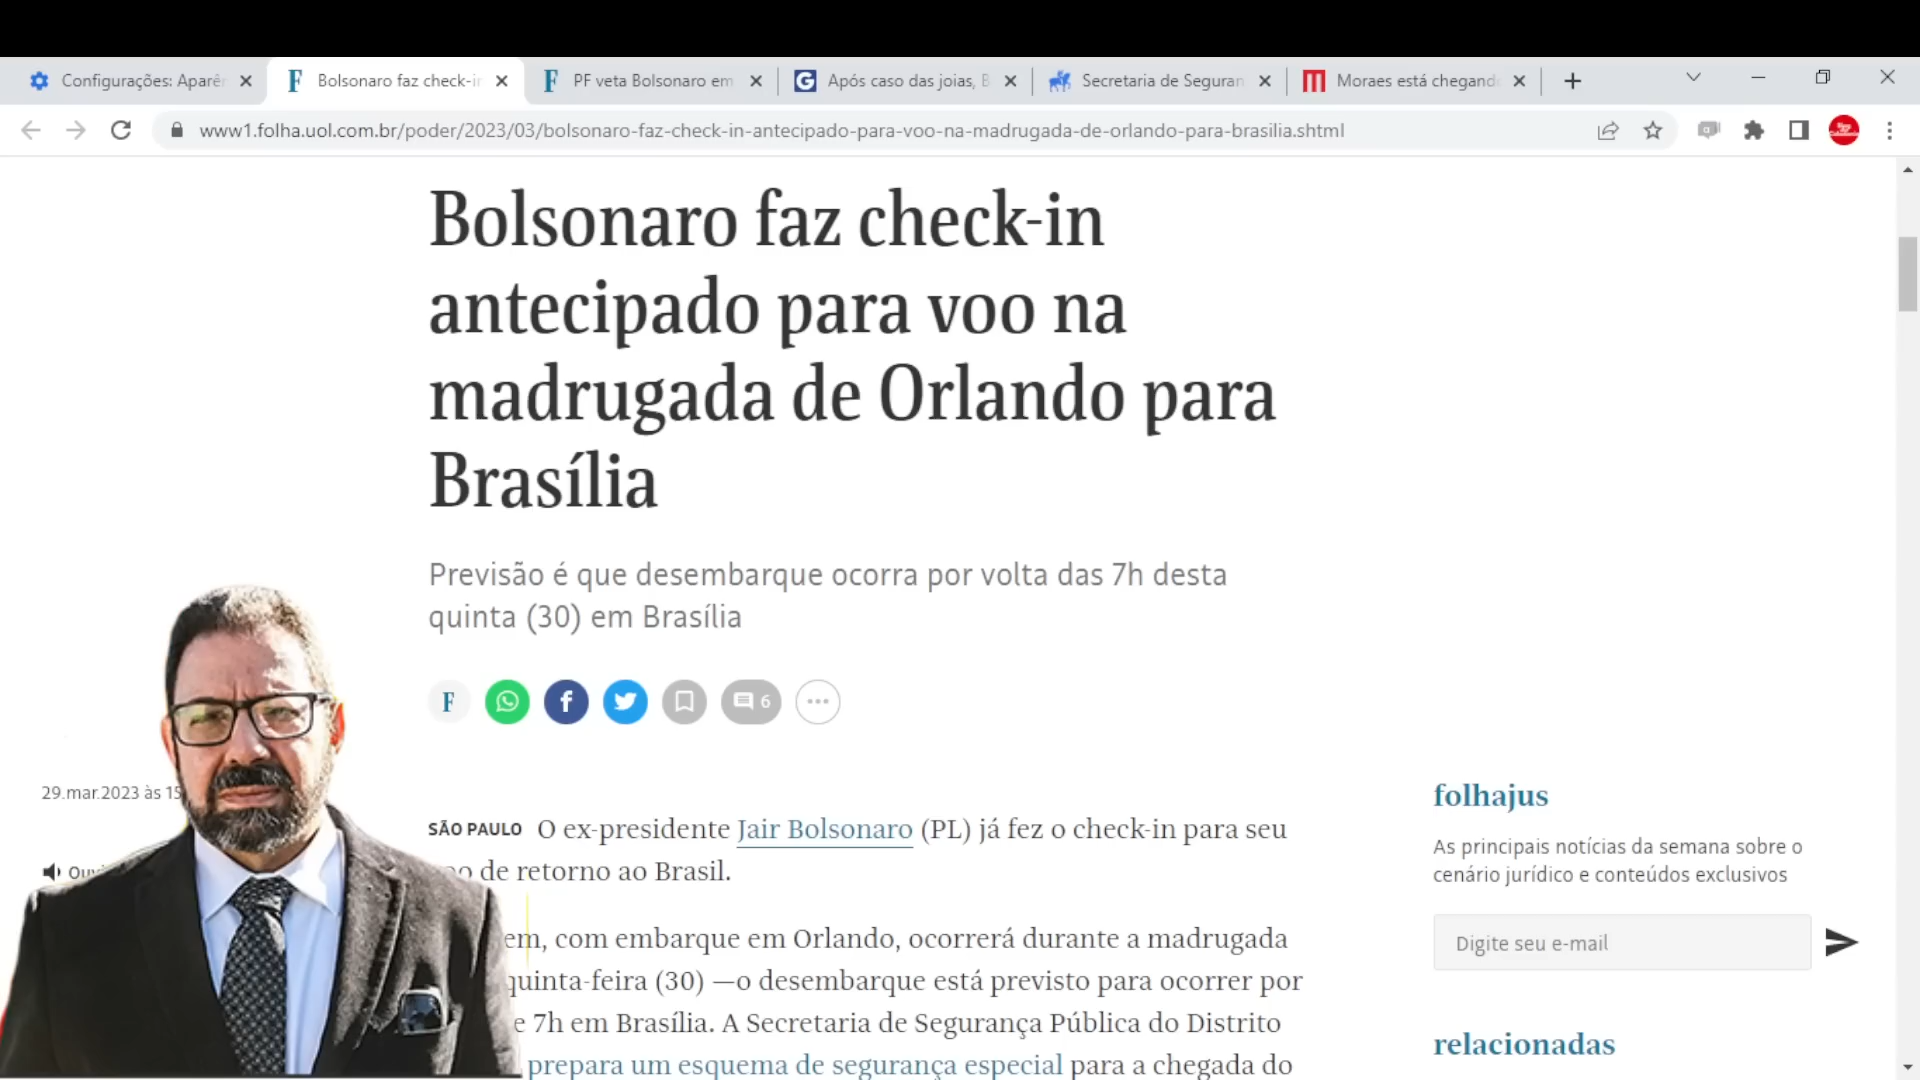 Configurações: Aparê
Bolsonaro faz check-i
PF veta Bolsonaro em
Após caso das joias, B
Secretaria de Seguran
Moraes está chegand
www1.folha.uol.com.br/poder/2023/03/bolsonaro-faz-check-in-antecipado-para-voo-na-madrugada-de-orlando-para-brasilia.shtml
Bolsonaro faz check-in
antecipado para voo na
madrugada de Orlando para
Brasília
Previsão é que desembarque ocorra por volta das 7h desta
quinta (30) em Brasília
F
6
29.mar.2023 às 15
Ouvi
SÃO PAULO O ex-presidente Jair Bolsonaro (PL) já fez o check-in para seu
de retorno ao Brasil.
em, com embarque em Orlando, ocorrerá durante a madrugada
quinta-feira (30) —o desembarque está previsto para ocorrer por
e 7h em Brasília. A Secretaria de Segurança Pública do Distrito
prepara um esquema de segurança especial para a chegada do
folhajus
As principais notícias da semana sobre o
cenário jurídico e conteúdos exclusivos
Digite seu e-mail
relacionadas